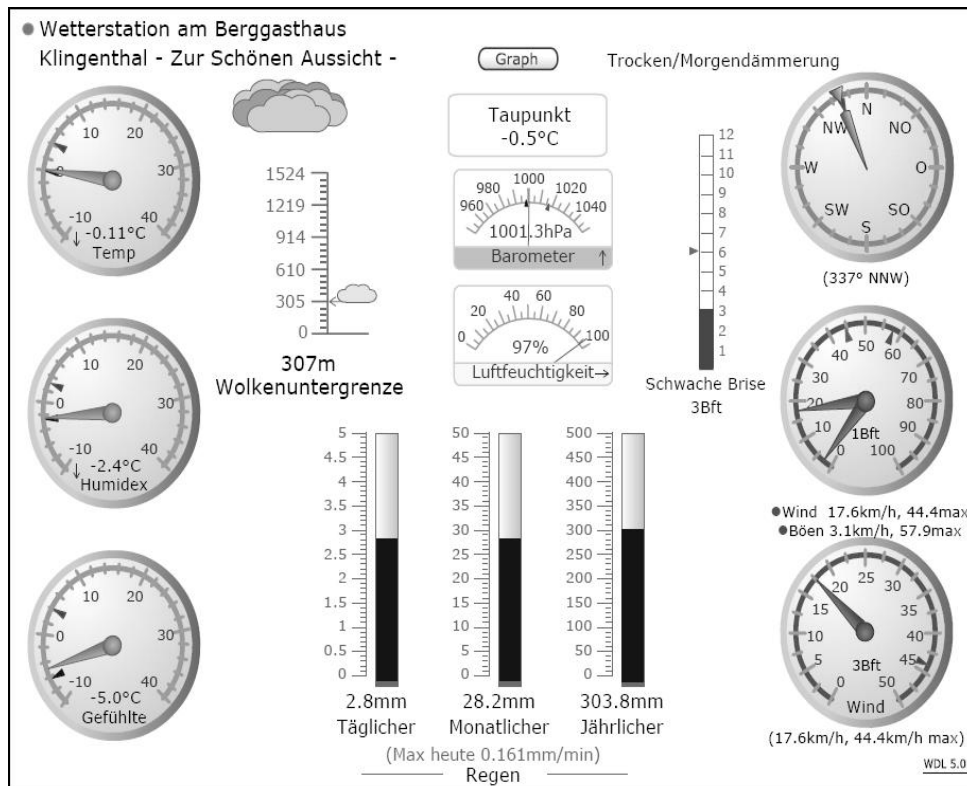 Wetterstation am Berggasthaus
Klingenthal - Zur Schönen Aussicht -
Graph
Trocken/Morgendämmerung
10 20
0 30
-10 40
-0.11°C
Temp
1524
1219
914
610
305
0
307m
Wolkenuntergrenze
Taupunkt
-0.5°C
960 980 1000 1020 1040
1001.3hPa
Barometer ↑
0 20 40 60 80 100
97%
Luftfeuchtigkeit→
12
11
10
9
8
7
6
5
4
3
2
1
Schwache Brise
3Bft
N
NW NO
W O
SW SO
S
(337° NNW)
10 20
0 30
-10 40
-2.4°C
Humidex
40 50 60
30 70
20 80
10 90
0 100
1Bft
Wind 17.6km/h, 44.4max
Böen 3.1km/h, 57.9max
10 20
0 30
-10 40
-5.0°C
Gefühlte
5
4.5
4
3.5
3
2.5
2
1.5
1
0.5
0
2.8mm
Täglicher
50
45
40
35
30
25
20
15
10
5
0
28.2mm
Monatlicher
500
450
400
350
300
250
200
150
100
50
0
303.8mm
Jährlicher
(Max heute 0.161mm/min)
Regen
20 25 30
15 35
10 40
5 45
0 50
3Bft
Wind
(17.6km/h, 44.4km/h max)
WDL 5.0